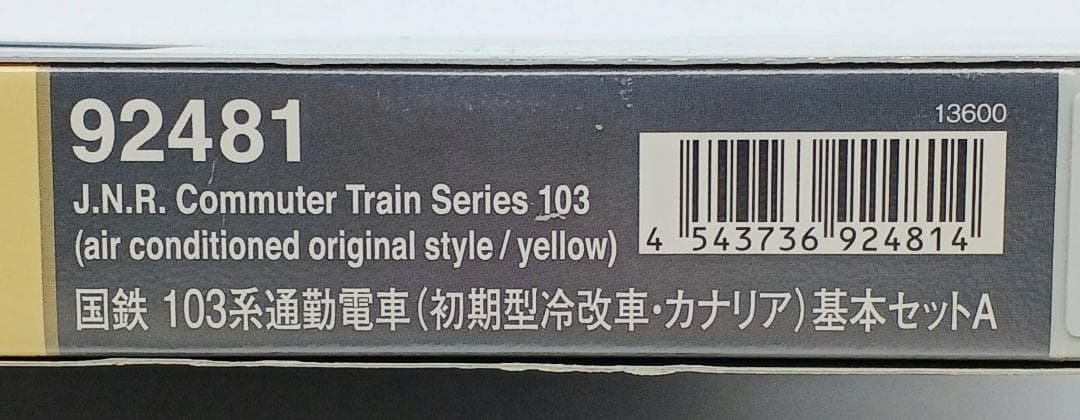 92481
13600
J.N.R. Commuter Train Series 103
(air conditioned original style / yellow)
4 543736 924814
国鉄 103系通勤電車(初期型冷改車・カナリア)基本セットA